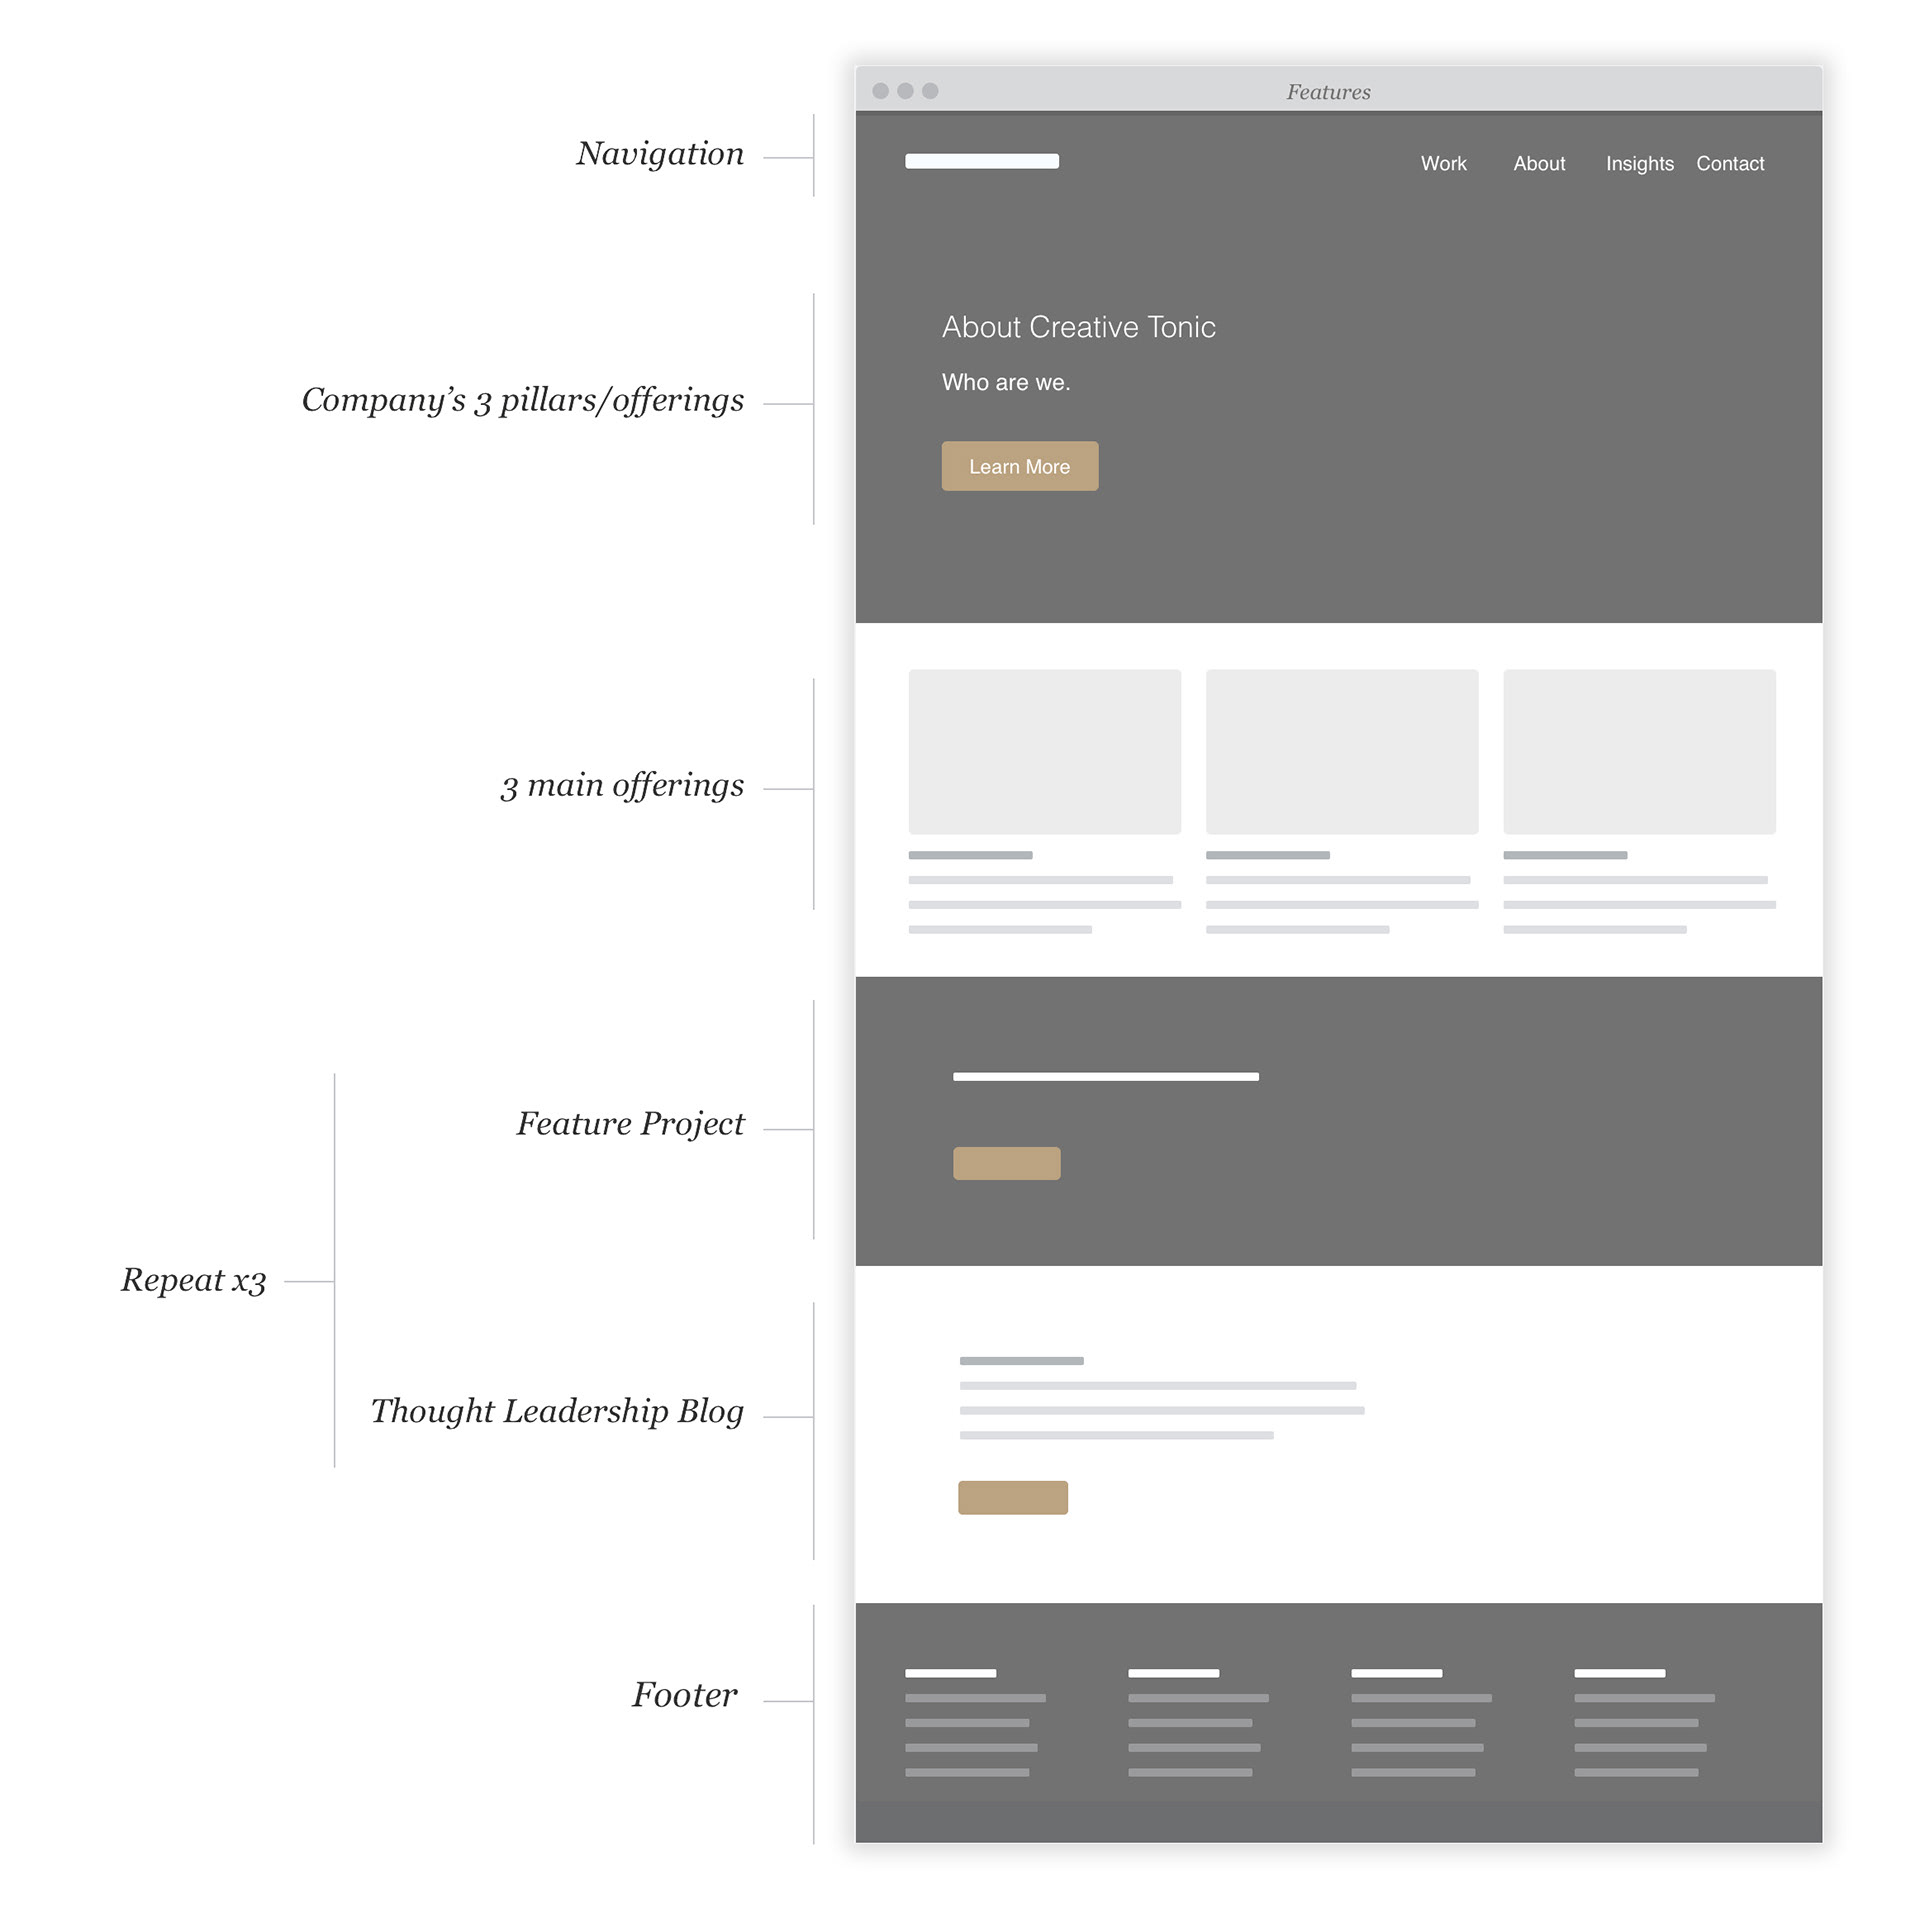 Features
Navigation
Work About Insights Contact
About Creative Tonic
Who are we.
Company’s 3 pillars/offerings
Learn More
3 main offerings
Feature Project
Repeat x3
Thought Leadership Blog
Footer